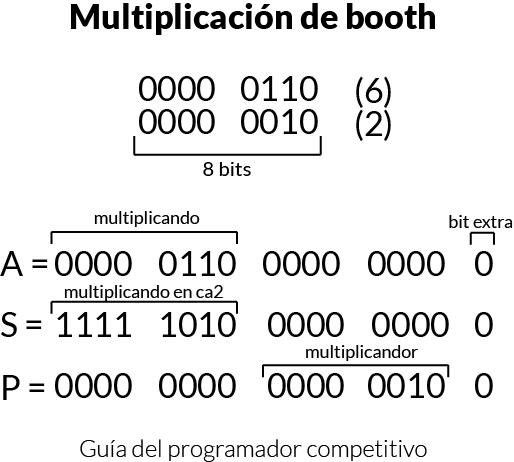 Multiplicación de booth
0000 0110 (6)
0000 0010 (2)
8 bits
multiplicando bit extra
A = 0000 0110 0000 0000 0
multiplicando en ca2
S = 1111 1010 0000 0000 0
multiplicandor
P = 0000 0000 0000 0010 0
Guía del programador competitivo